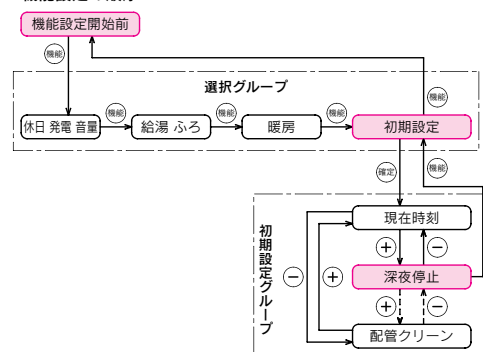 機能設定開始前
機能
選択グループ
機能
休日 発電 音量
機能
給湯 ふろ
機能
暖房
機能
初期設定
確定
機能
初期設定グループ
現在時刻
+
−
深夜停止
−
+
+
−
配管クリーン